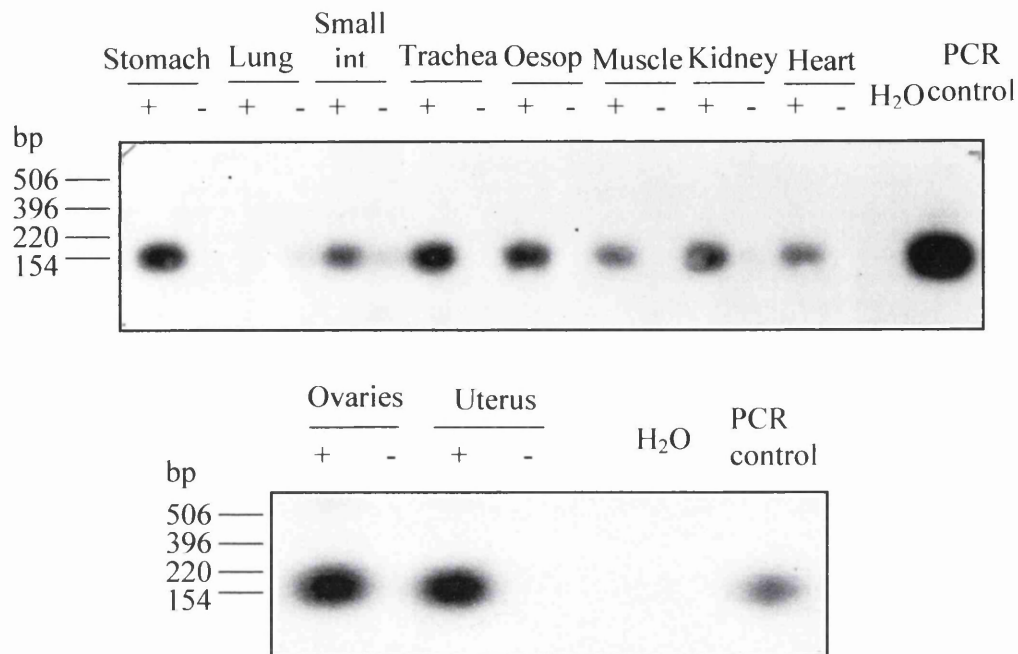 Stomach Lung Small int Trachea Oesop Muscle Kidney Heart H₂O PCR control
+ - + - + - + - + - + - + - + -
bp
506
396
220
154
Ovaries Uterus H₂O PCR control
+ - + -
bp
506
396
220
154